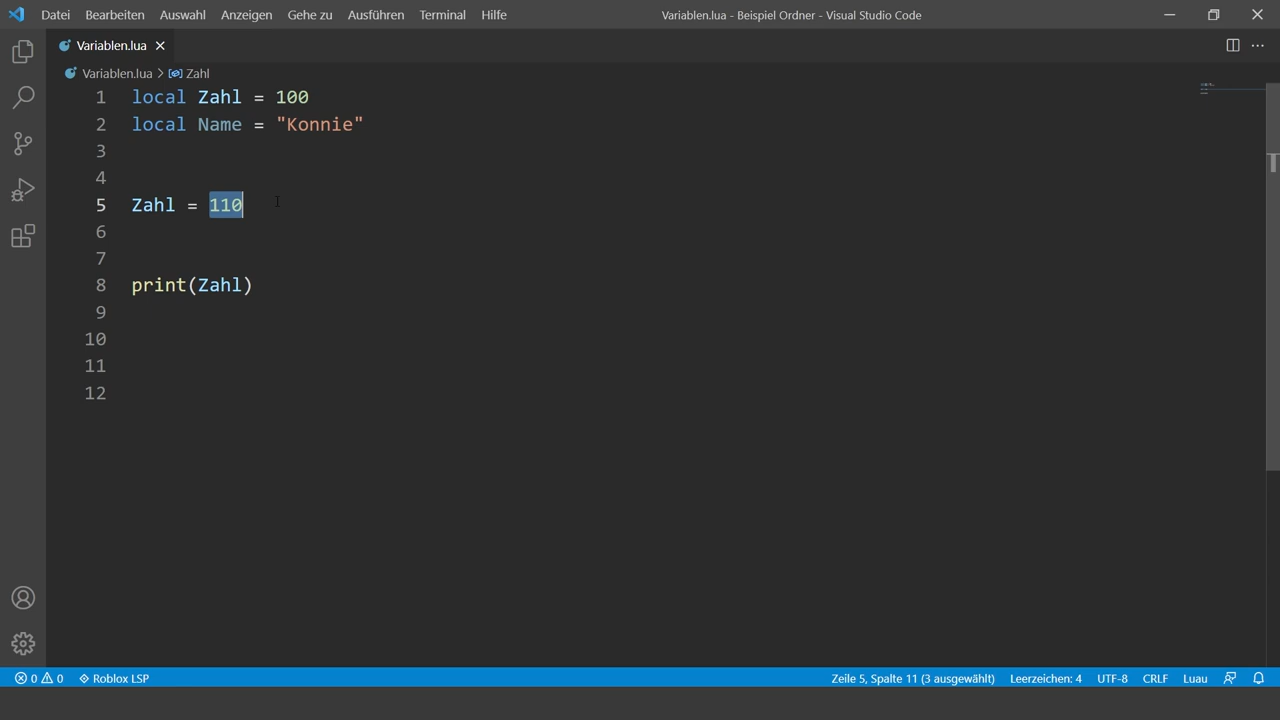 Datei Bearbeiten Auswahl Anzeigen Gehe zu Ausführen Terminal Hilfe Variablen.lua - Beispiel Ordner - Visual Studio Code
Variablen.lua
Variablen.lua > Zahl
1 local Zahl = 100
2 local Name = "Konnie"
3
4
5 Zahl = 110
6
7
8 print(Zahl)
9
10
11
12
0 0 Roblox LSP Zeile 5, Spalte 11 (3 ausgewählt) Leerzeichen: 4 UTF-8 CRLF Luau